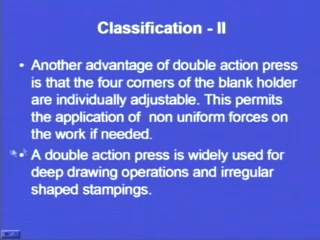 Classification - II
• Another advantage of double action press
is that the four corners of the blank holder
are individually adjustable. This permits
the application of non uniform forces on
the work if needed.
• A double action press is widely used for
deep drawing operations and irregular
shaped stampings.